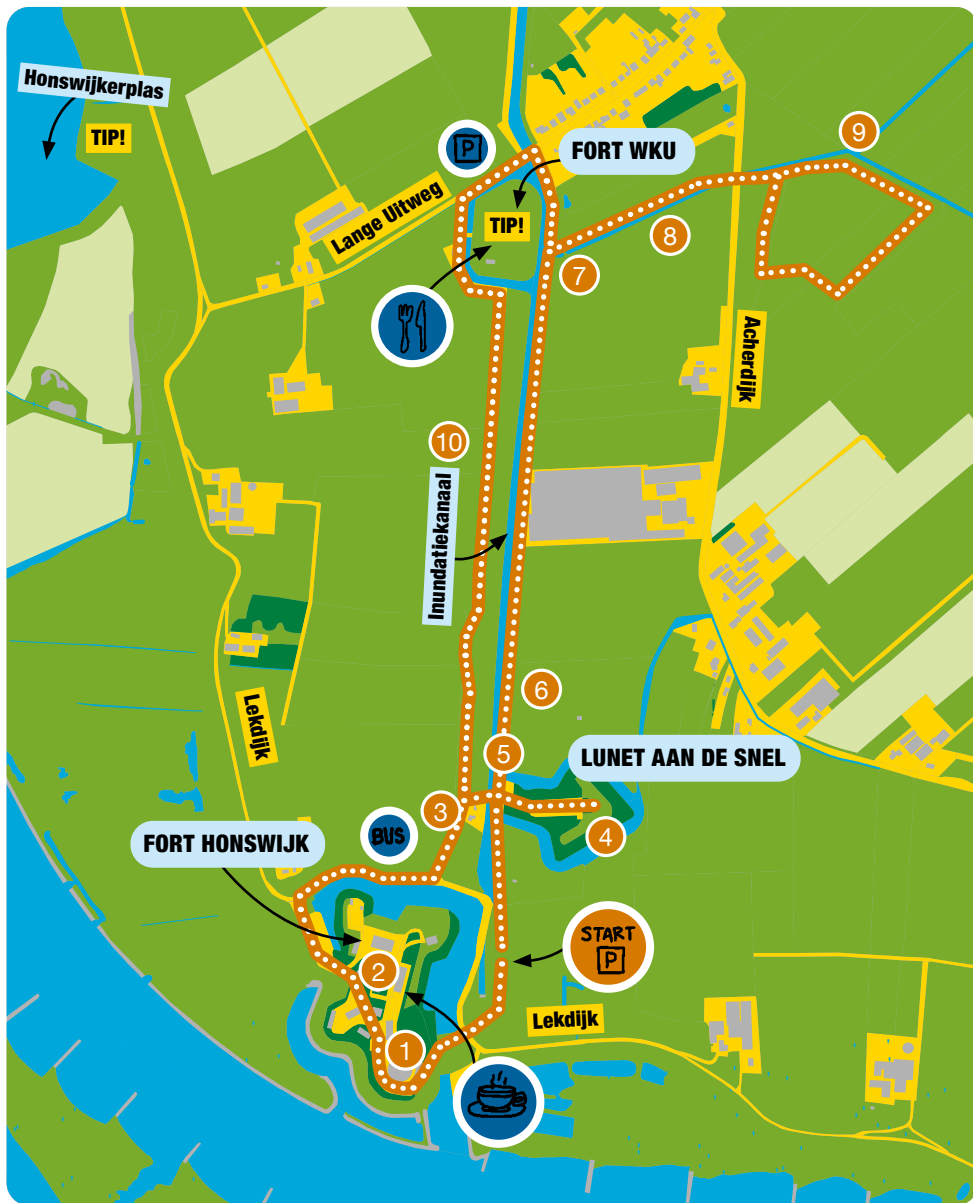 Honswijkerplas
TIP!
P
FORT WKU
9
Lange Uitweg
TIP!
8
7
Acherdijk
10
Inundatiekanaal
6
Lekdijk
5
LUNET AAN DE SNEL
3
BUS
4
FORT HONSWIJK
START
P
2
Lekdijk
1